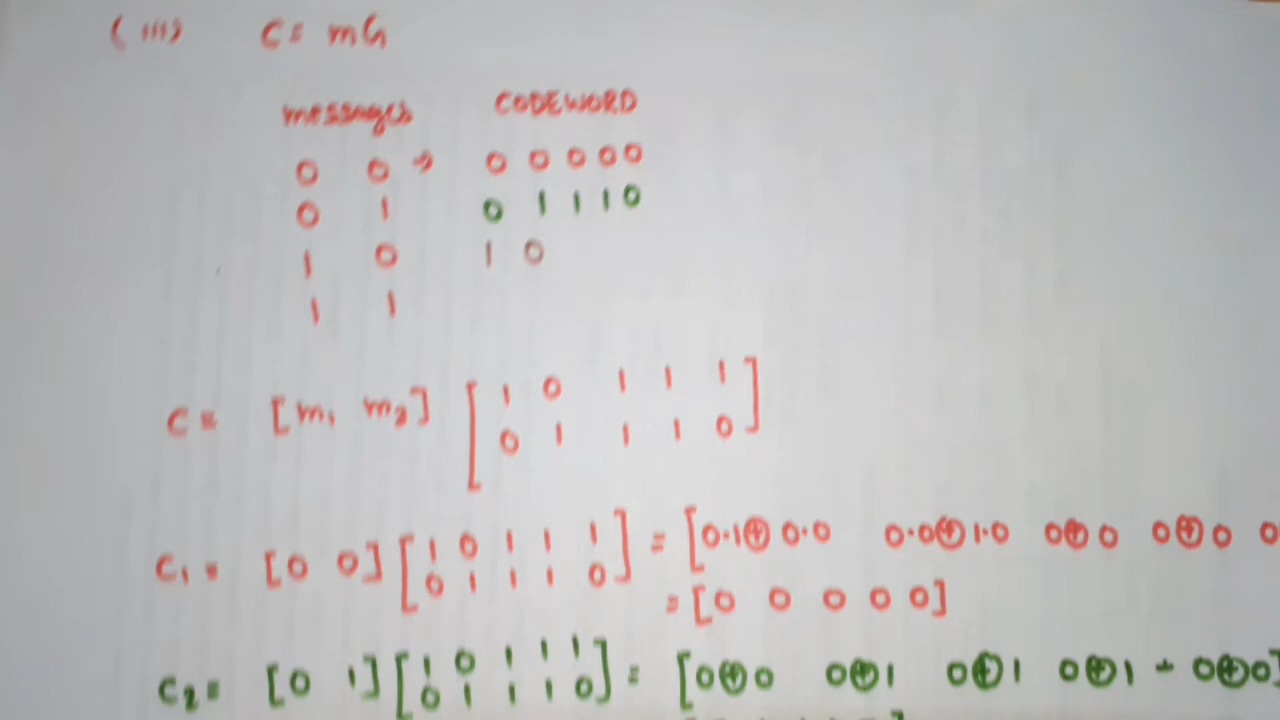 (iii) C = mG
messages CODEWORD
0 0 → 0 0 0 0 0
0 1 0 1 1 1 0
1 0 1 0
1 1
C = [m₁ m₂] [1 0 1 1 1
0 1 1 1 0]
C₁ = [0 0] [1 0 1 1 1 = [0·1⊕0·0 0·0⊕1·0 0⊕0 0⊕0 0
0 1 1 1 0]
= [0 0 0 0 0]
C₂ = [0 1] [1 0 1 1 1 = [0⊕0 0⊕1 0⊕1 0⊕1 - 0⊕0]
0 1 1 1 0]